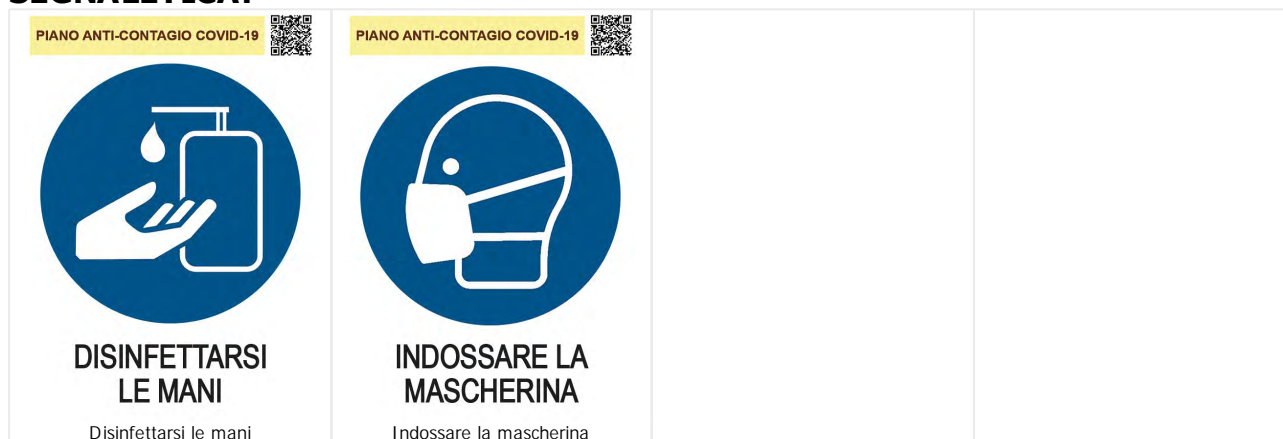 SEGNALETICA:
PIANO ANTI-CONTAGIO COVID-19
DISINFETTARSI
LE MANI
Disinfettarsi le mani
PIANO ANTI-CONTAGIO COVID-19
INDOSSARE LA
MASCHERINA
Indossare la mascherina